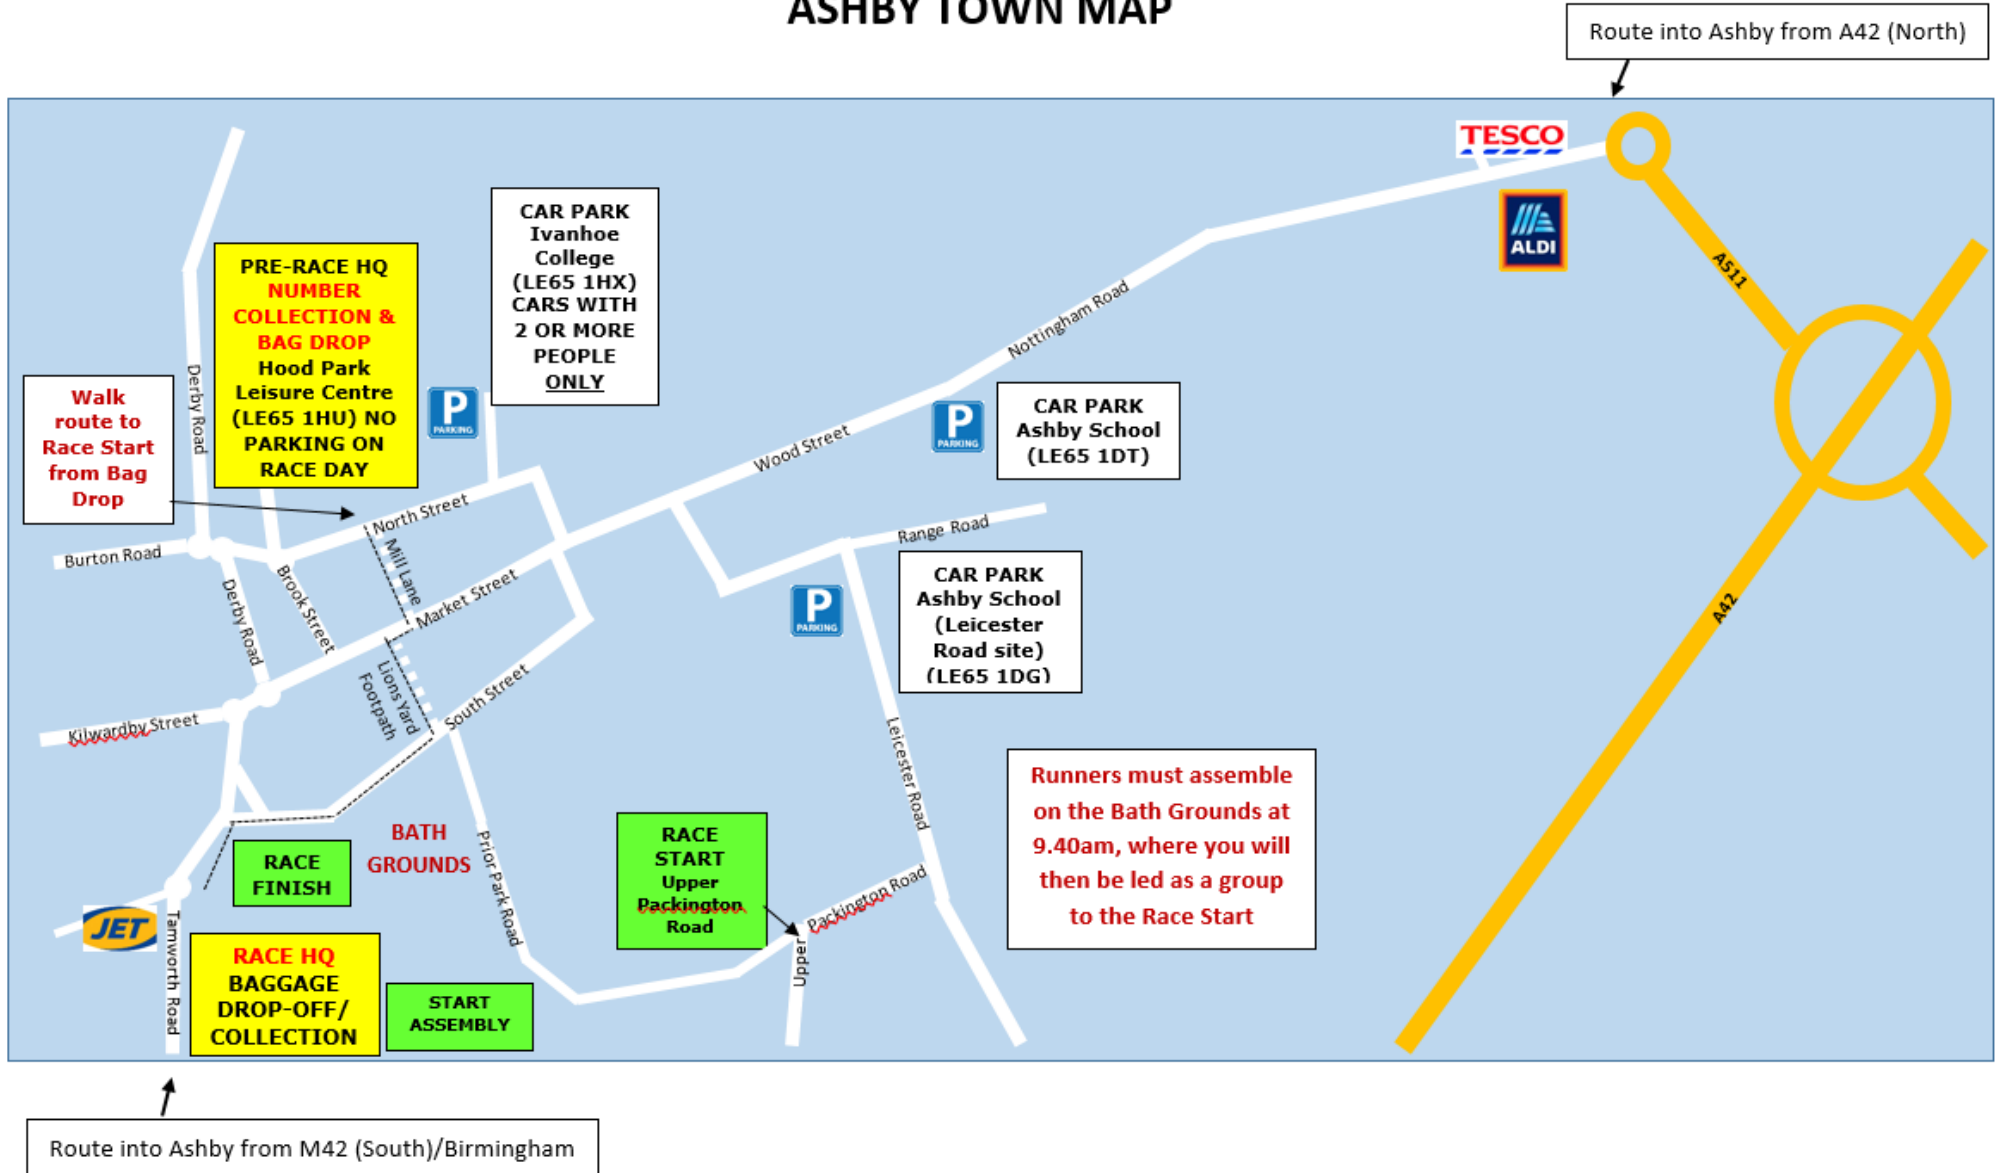 ASHBY TOWN MAP
Route into Ashby from A42 (North)
TESCO
ALDI
A511
A42
CAR PARK
Ivanhoe
College
(LE65 1HX)
CARS WITH
2 OR MORE
PEOPLE
ONLY
PRE-RACE HQ
NUMBER
COLLECTION &
BAG DROP
Hood Park
Leisure Centre
(LE65 1HU) NO
PARKING ON
RACE DAY
Walk
route to
Race Start
from Bag
Drop
Derby Road
P
PARKING
Nottingham Road
Wood Street
P
PARKING
CAR PARK
Ashby School
(LE65 1DT)
North Street
Burton Road
Mill Lane
Market Street
Brook Street
Derby Road
Range Road
P
PARKING
CAR PARK
Ashby School
(Leicester
Road site)
(LE65 1DG)
Lions Yard
Footpath
South Street
Kilwardby Street
Leicester Road
Runners must assemble
on the Bath Grounds at
9.40am, where you will
then be led as a group
to the Race Start
BATH
GROUNDS
RACE
FINISH
Prior Park Road
RACE
START
Upper
Packington
Road
Packington Road
Upper
JET
Tamworth Road
RACE HQ
BAGGAGE
DROP-OFF/
COLLECTION
START
ASSEMBLY
Route into Ashby from M42 (South)/Birmingham